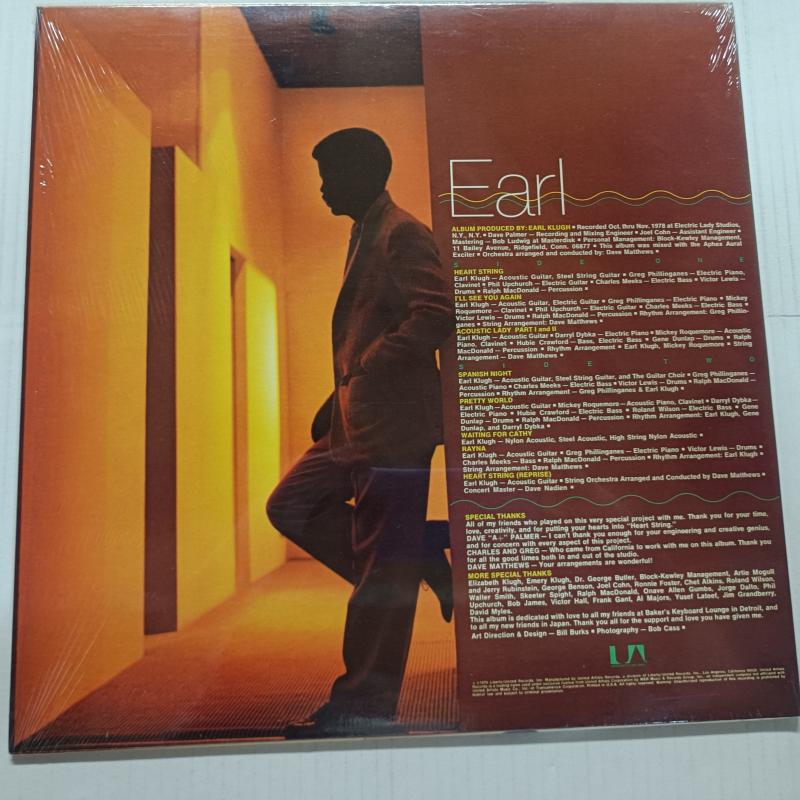 Earl
ALBUM PRODUCED BY: EARL KLUGH • Recorded Oct. thru Nov. 1978 at Electric Lady Studios,
N.Y., N.Y. • Dave Palmer — Recording and Mixing Engineer • Joel Cohn — Assistant Engineer •
Mastering — Bob Ludwig at Masterdisk • Personal Management: Block-Kewley Management,
11 Bailey Avenue, Ridgefield, Conn. 06877 • This album was mixed with the Aphex Aural
Exciter • Orchestra arranged and conducted by: Dave Matthews •
SIDE ONE
HEART STRING
Earl Klugh — Acoustic Guitar, Steel String Guitar • Greg Phillinganes — Electric Piano,
Clavinet • Phil Upchurch — Electric Guitar • Charles Meeks — Electric Bass • Victor Lewis —
Drums • Ralph MacDonald — Percussion •
I'LL SEE YOU AGAIN
Earl Klugh — Acoustic Guitar, Electric Guitar • Greg Phillinganes — Electric Piano • Mickey
Roquemore — Clavinet • Phil Upchurch — Electric Guitar • Charles Meeks — Electric Bass •
Victor Lewis — Drums • Ralph MacDonald — Percussion • Rhythm Arrangement: Greg Phillin-
ganes • String Arrangement: Dave Matthews •
ACOUSTIC LADY PART I and II
Earl Klugh — Acoustic Guitar • Darryl Dybka — Electric Piano • Mickey Roquemore — Acoustic
Piano, Clavinet • Hubie Crawford — Bass, Electric Bass • Gene Dunlap — Drums • Ralph
MacDonald — Percussion • Rhythm Arrangement • Earl Klugh, Mickey Roquemore • String
Arrangement — Dave Matthews •
SIDE TWO
SPANISH NIGHT
Earl Klugh — Acoustic Guitar, Steel String Guitar, and The Guitar Choir • Greg Phillinganes —
Acoustic Piano • Charles Meeks — Electric Bass • Victor Lewis — Drums • Ralph MacDonald —
Percussion • Rhythm Arrangement — Greg Phillinganes & Earl Klugh •
PRETTY WORLD
Earl Klugh — Acoustic Guitar • Mickey Roquemore — Acoustic Piano, Clavinet • Darryl Dybka —
Electric Piano • Hubie Crawford — Electric Bass • Roland Wilson — Electric Bass • Gene
Dunlap — Drums • Ralph MacDonald — Percussion • Rhythm Arrangement: Earl Klugh, Gene
Dunlap, and Darryl Dybka •
WAITING FOR CATHY
Earl Klugh — Nylon Acoustic, Steel Acoustic, High String Nylon Acoustic •
RAYNA
Earl Klugh — Acoustic Guitar • Greg Phillinganes — Electric Piano • Victor Lewis — Drums •
Charles Meeks — Bass • Ralph MacDonald — Percussion • Rhythm Arrangement: Earl Klugh •
String Arrangement: Dave Matthews •
HEART STRING (REPRISE)
Earl Klugh — Acoustic Guitar • String Orchestra Arranged and Conducted by Dave Matthews •
Concert Master — Dave Nadien •
SPECIAL THANKS
All of my friends who played on this very special project with me. Thank you for your time,
love, creativity, and for putting your hearts into "Heart String."
DAVE "A+" PALMER — I can't thank you enough for your engineering and creative genius,
and for concern with every aspect of this project.
CHARLES AND GREG — Who came from California to work with me on this album. Thank you
for all the good times both in and out of the studio.
DAVE MATTHEWS — Your arrangements are wonderful!
MORE SPECIAL THANKS
Elizabeth Klugh, Emery Klugh, Dr. George Butler, Block-Kewley Management, Artie Mogull
and Jerry Rubinstein, George Benson, Joel Cohn, Ronnie Foster, Chet Atkins, Roland Wilson,
Walter Smith, Skeeter Spight, Ralph MacDonald, Onave Allen Gumbs, Jorge Dalto, Phil
Upchurch, Bob James, Victor Hall, Frank Gant, Al Majors, Yusef Lateef, Jim Grandberry,
David Myles.
This album is dedicated with love to all my friends at Baker's Keyboard Lounge in Detroit, and
to all my new friends in Japan. Thank you all for the support and love you have given me.
Art Direction & Design — Bill Burks • Photography — Bob Cass •
UA